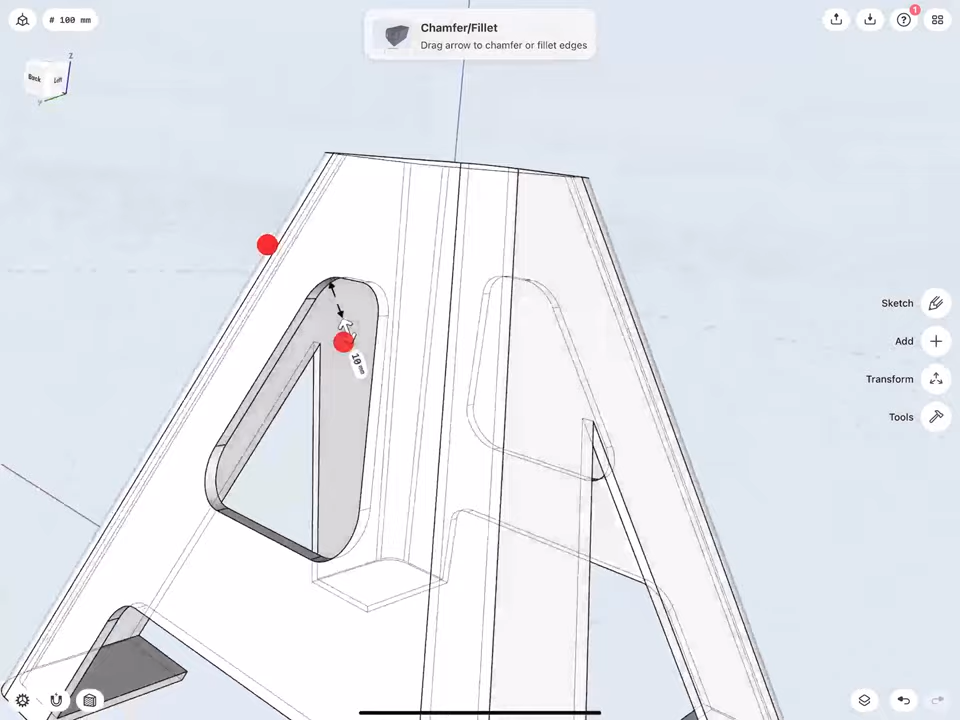 # 100 mm
Chamfer/Fillet
Drag arrow to chamfer or fillet edges
1
Z
Back
Left
Y
10 mm
Sketch
Add
Transform
Tools